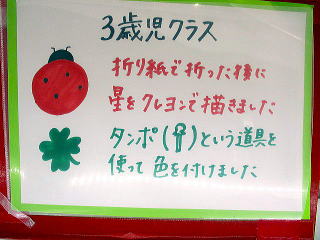 3歳児クラス
折り紙で折った後に
星をクレヨンで描きました
タンポ( )という道具を
使って色を付けました